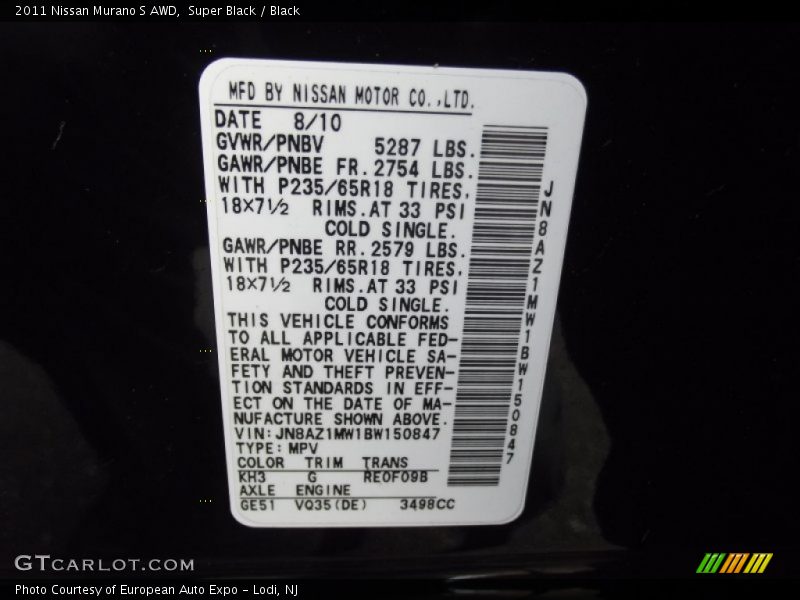 2011 Nissan Murano S AWD,  Super Black / Black
MFD BY NISSAN MOTOR CO.,LTD.
DATE 8/10
GVWR/PNBV 5287 LBS.
GAWR/PNBE FR. 2754 LBS.
WITH P235/65R18 TIRES,
18×7½ RIMS.AT 33 PSI
COLD SINGLE.
GAWR/PNBE RR. 2579 LBS.
WITH P235/65R18 TIRES,
18×7½ RIMS.AT 33 PSI
COLD SINGLE.
THIS VEHICLE CONFORMS
TO ALL APPLICABLE FED-
ERAL MOTOR VEHICLE SA-
FETY AND THEFT PREVEN-
TION STANDARDS IN EFF-
ECT ON THE DATE OF MA-
NUFACTURE SHOWN ABOVE.
VIN:JN8AZ1MW1BW150847
TYPE:MPV
COLOR TRIM TRANS
KH3 G RE0F09B
AXLE ENGINE
GE51 VQ35(DE) 3498CC
JN8AZ1MW1BW150847
GTCARLOT.COM
Photo Courtesy of European Auto Expo - Lodi, NJ